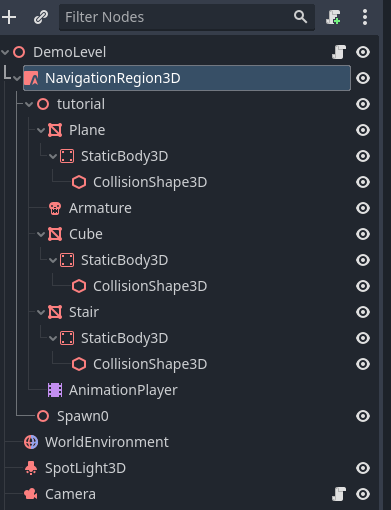 Filter Nodes
DemoLevel
NavigationRegion3D
tutorial
Plane
StaticBody3D
CollisionShape3D
Armature
Cube
StaticBody3D
CollisionShape3D
Stair
StaticBody3D
CollisionShape3D
AnimationPlayer
Spawn0
WorldEnvironment
SpotLight3D
Camera